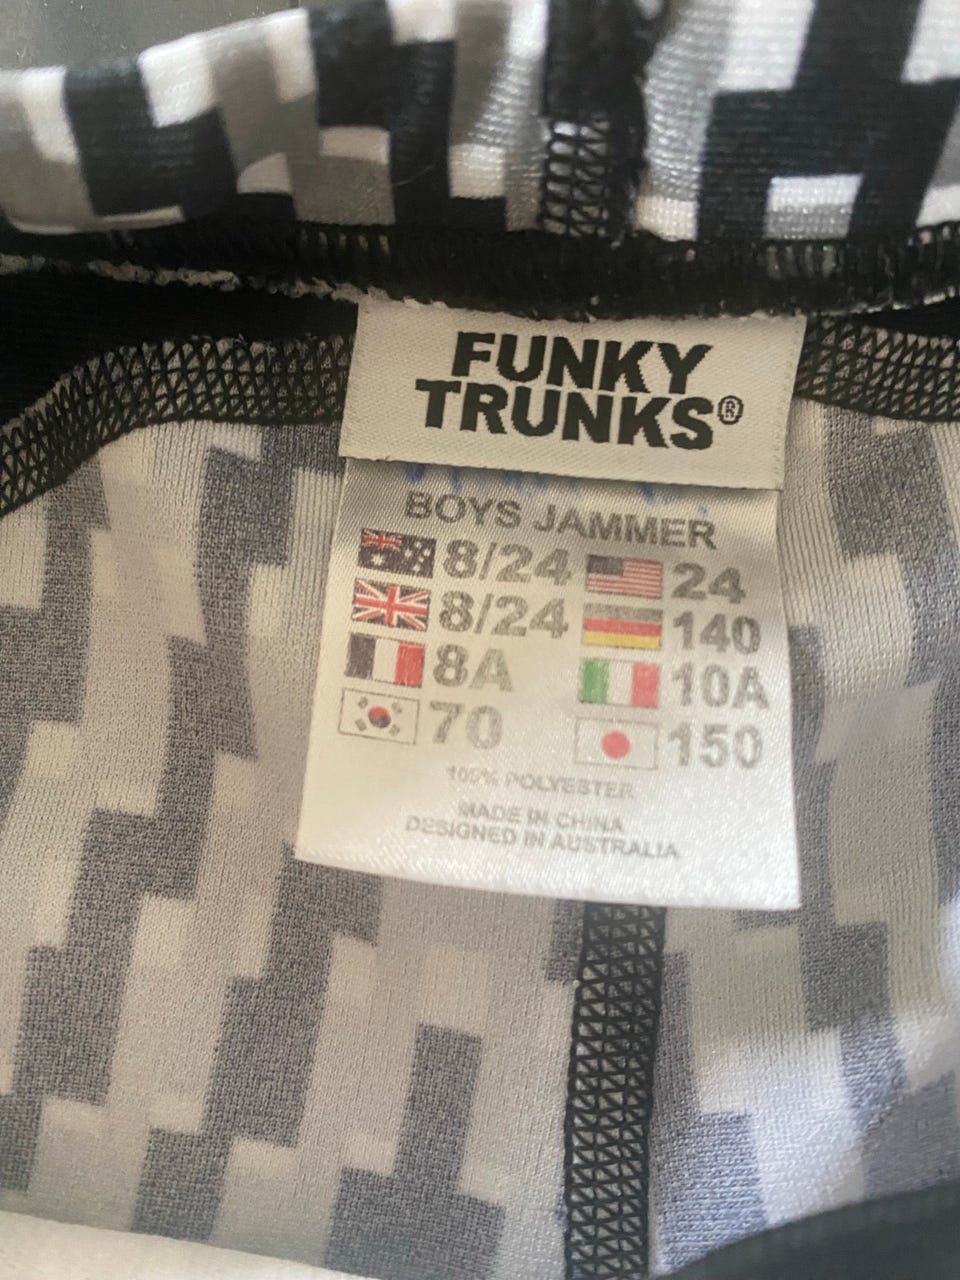 FUNKY
TRUNKS®
BOYS JAMMER
8/24 24
8/24 140
8A 10A
70 150
100% POLYESTER
MADE IN CHINA
DESIGNED IN AUSTRALIA